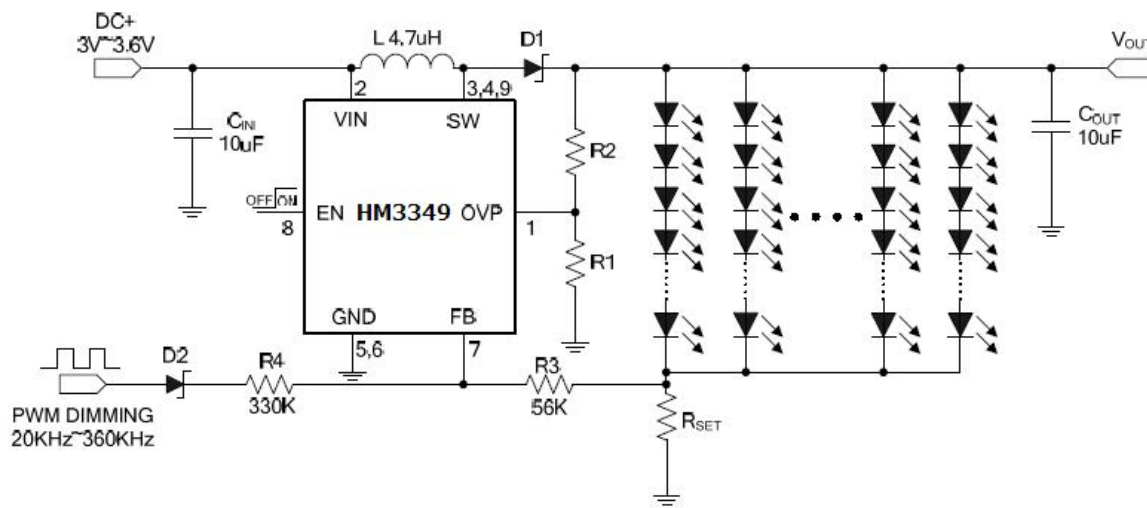 DC+
3V~3.6V
L 4.7uH
D1
VOUT
2
3,4,9
VIN
SW
CINI
10uF
R2
COUT
10uF
OFF ON
8
EN HM3349 OVP
1
R1
GND
FB
5,6
7
D2
R4
330K
R3
56K
PWM DIMMING
20KHz~360KHz
RSET